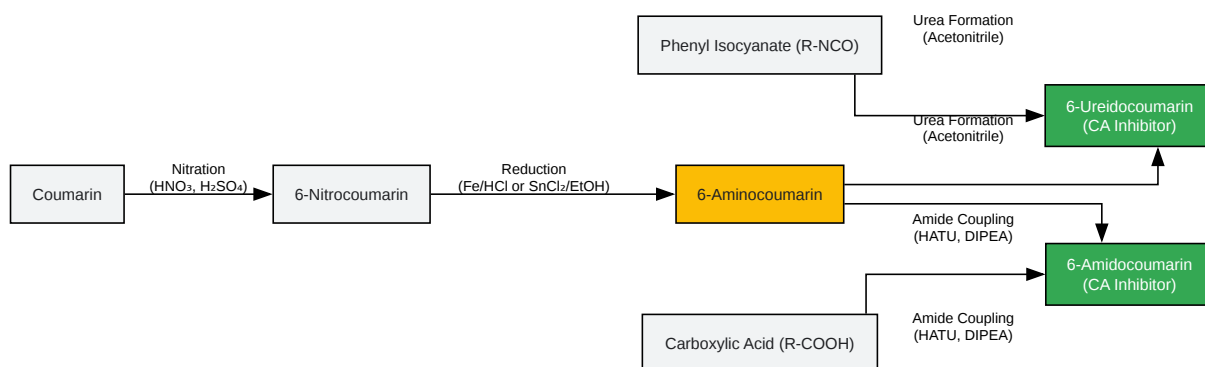 Urea Formation
(Acetonitrile)
Phenyl Isocyanate (R-NCO)
6-Ureidocoumarin
(CA Inhibitor)
Urea Formation
(Acetonitrile)
Nitration
(HNO₃, H₂SO₄)
Reduction
(Fe/HCl or SnCl₂/EtOH)
Coumarin
6-Nitrocoumarin
6-Aminocoumarin
Amide Coupling
(HATU, DIPEA)
6-Amidocoumarin
(CA Inhibitor)
Amide Coupling
(HATU, DIPEA)
Carboxylic Acid (R-COOH)